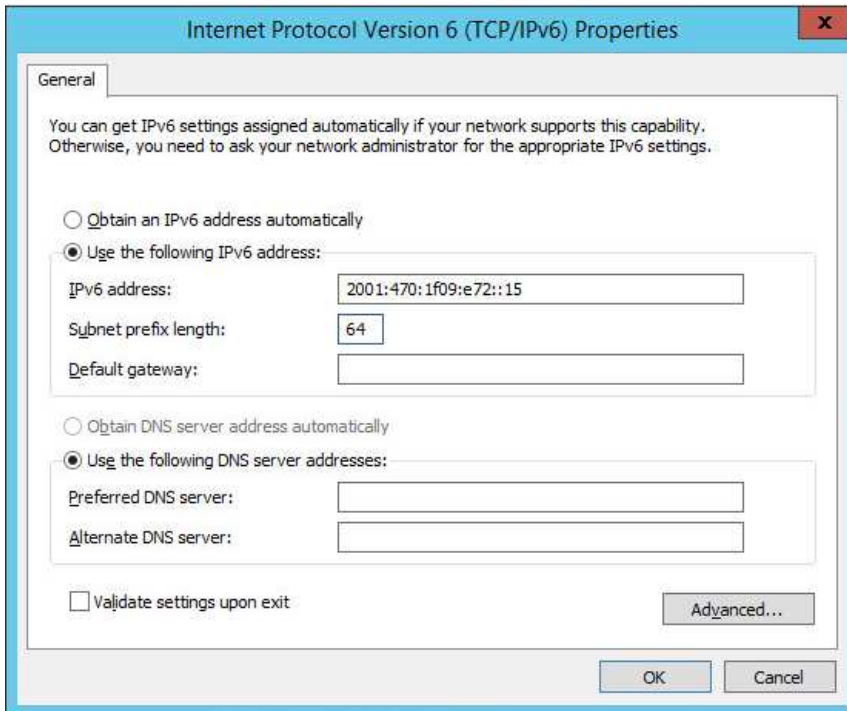 Internet Protocol Version 6 (TCP/IPv6) Properties
x
General
You can get IPv6 settings assigned automatically if your network supports this capability.
Otherwise, you need to ask your network administrator for the appropriate IPv6 settings.
Obtain an IPv6 address automatically
Use the following IPv6 address:
IPv6 address: 2001:470:1f09:e72::15
Subnet prefix length: 64
Default gateway:
Obtain DNS server address automatically
Use the following DNS server addresses:
Preferred DNS server:
Alternate DNS server:
Validate settings upon exit
Advanced...
OK Cancel